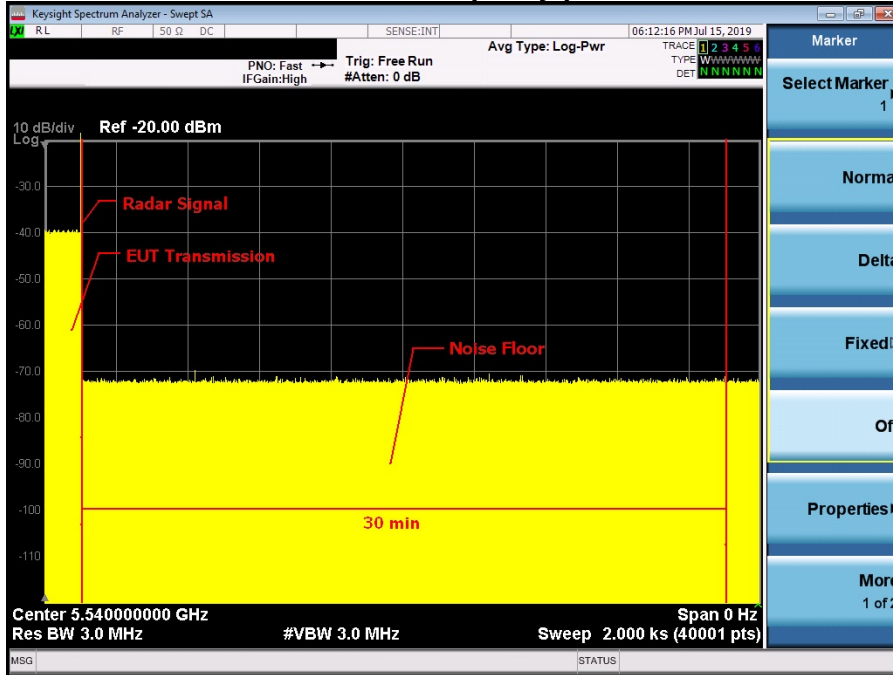 Keysight Spectrum Analyzer - Swept SA
LXI RL RF 50 Ω DC SENSE:INT 06:12:16 PM Jul 15, 2019
Avg Type: Log-Pwr TRACE 1 2 3 4 5 6
PNO: Fast Trig: Free Run TYPE WWWWWW
IFGain:High #Atten: 0 dB DET N N N N N N
10 dB/div Ref -20.00 dBm
Log
-30.0
Radar Signal
-40.0
EUT Transmission
-50.0
-60.0
Noise Floor
-70.0
-80.0
-90.0
-100
30 min
-110
Center 5.540000000 GHz Span 0 Hz
Res BW 3.0 MHz #VBW 3.0 MHz Sweep 2.000 ks (40001 pts)
MSG STATUS
Marker
Select Marker
1
Norma
Delta
Fixed
Of
Properties
More
1 of 2